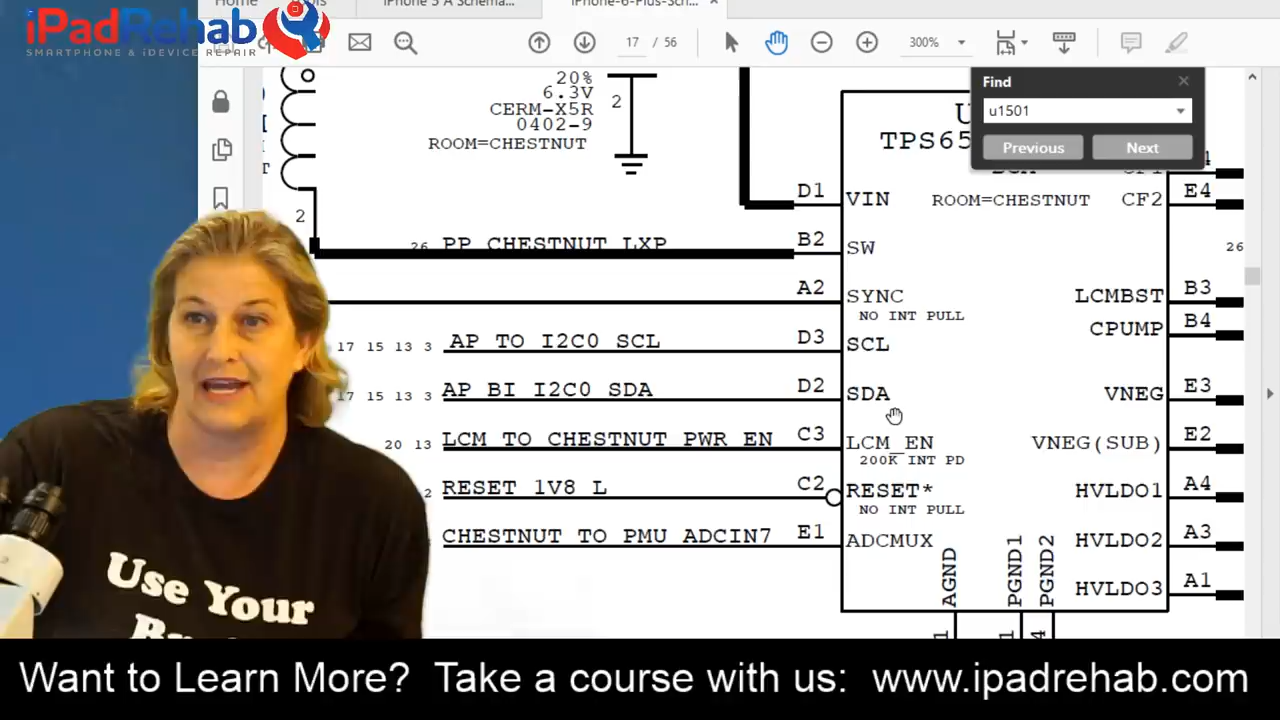 Home
Tools
iPhone 5 A Schema...
iPhone-6-Plus-Sch...
iPadRehab
SMARTPHONE & iDEVICE REPAIR
17 / 56
300%
Find
u1501
Previous
Next
20%
6.3V
CERM-X5R
0402-9
ROOM=CHESTNUT
2
2
TPS65
ROOM=CHESTNUT
D1 VIN
CF2 E4
26 PP CHESTNUT LXP B2 SW
26
A2 SYNC
NO INT PULL
LCMBST B3
CPUMP B4
17 15 13 3 AP TO I2C0 SCL D3 SCL
17 15 13 3 AP BI I2C0 SDA D2 SDA
VNEG E3
20 13 LCM TO CHESTNUT PWR EN C3 LCM_EN
200K INT PD
VNEG(SUB) E2
2 RESET 1V8 L C2 RESET*
NO INT PULL
HVLDO1 A4
CHESTNUT TO PMU ADCIN7 E1 ADCMUX
HVLDO2 A3
HVLDO3 A1
AGND
PGND1
PGND2
Use Your
Want to Learn More? Take a course with us: www.ipadrehab.com